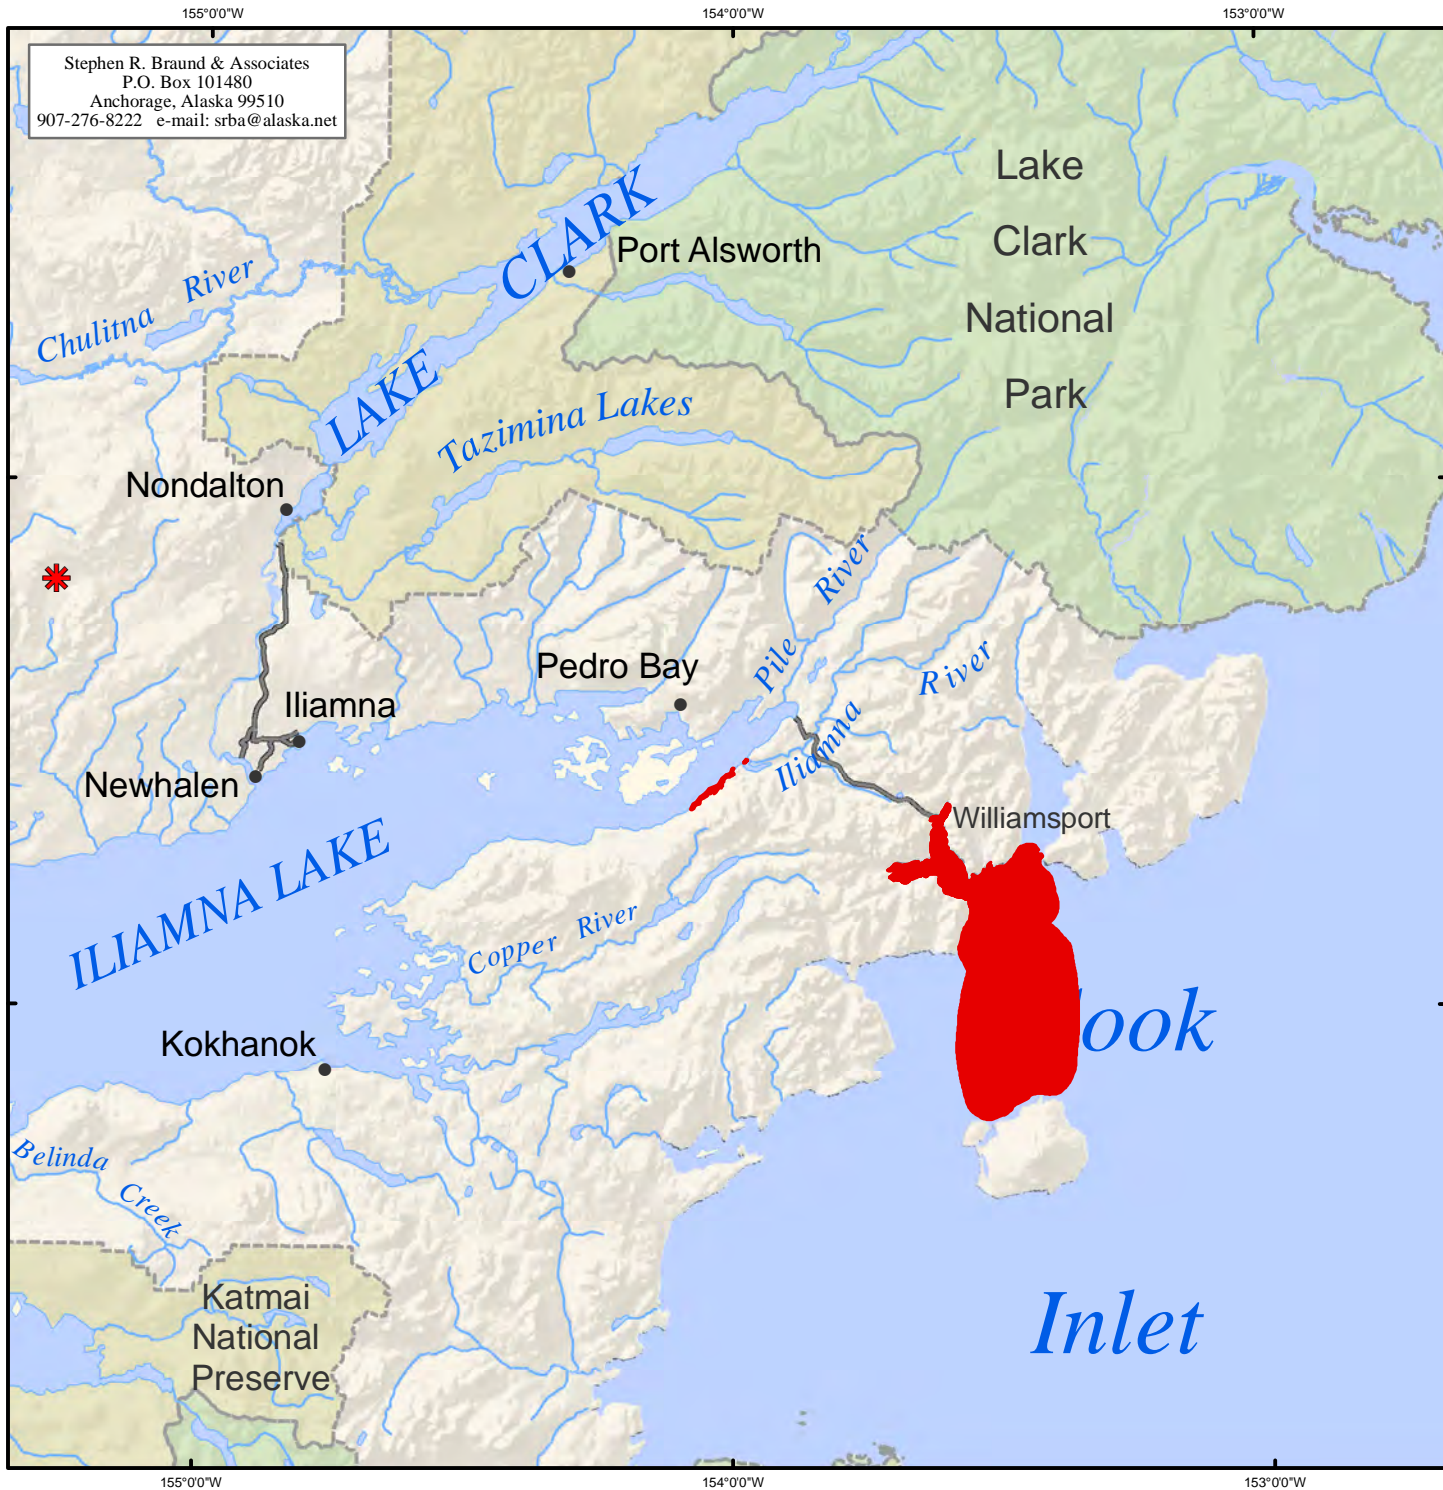 155°0'0"W
154°0'0"W
153°0'0"W
Stephen R. Braund & Associates
P.O. Box 101480
Anchorage, Alaska 99510
907-276-8222 e-mail: srba@alaska.net
Lake
Clark
National
Park
Port Alsworth
LAKE CLARK
Chulitna River
Tazimina Lakes
Nondalton
Pile River
Pedro Bay
Iliamna River
Iliamna
Newhalen
Williamsport
ILIAMNA LAKE
Copper River
ook
Kokhanok
Belinda
Creek
Inlet
Katmai
National
Preserve
155°0'0"W
154°0'0"W
153°0'0"W